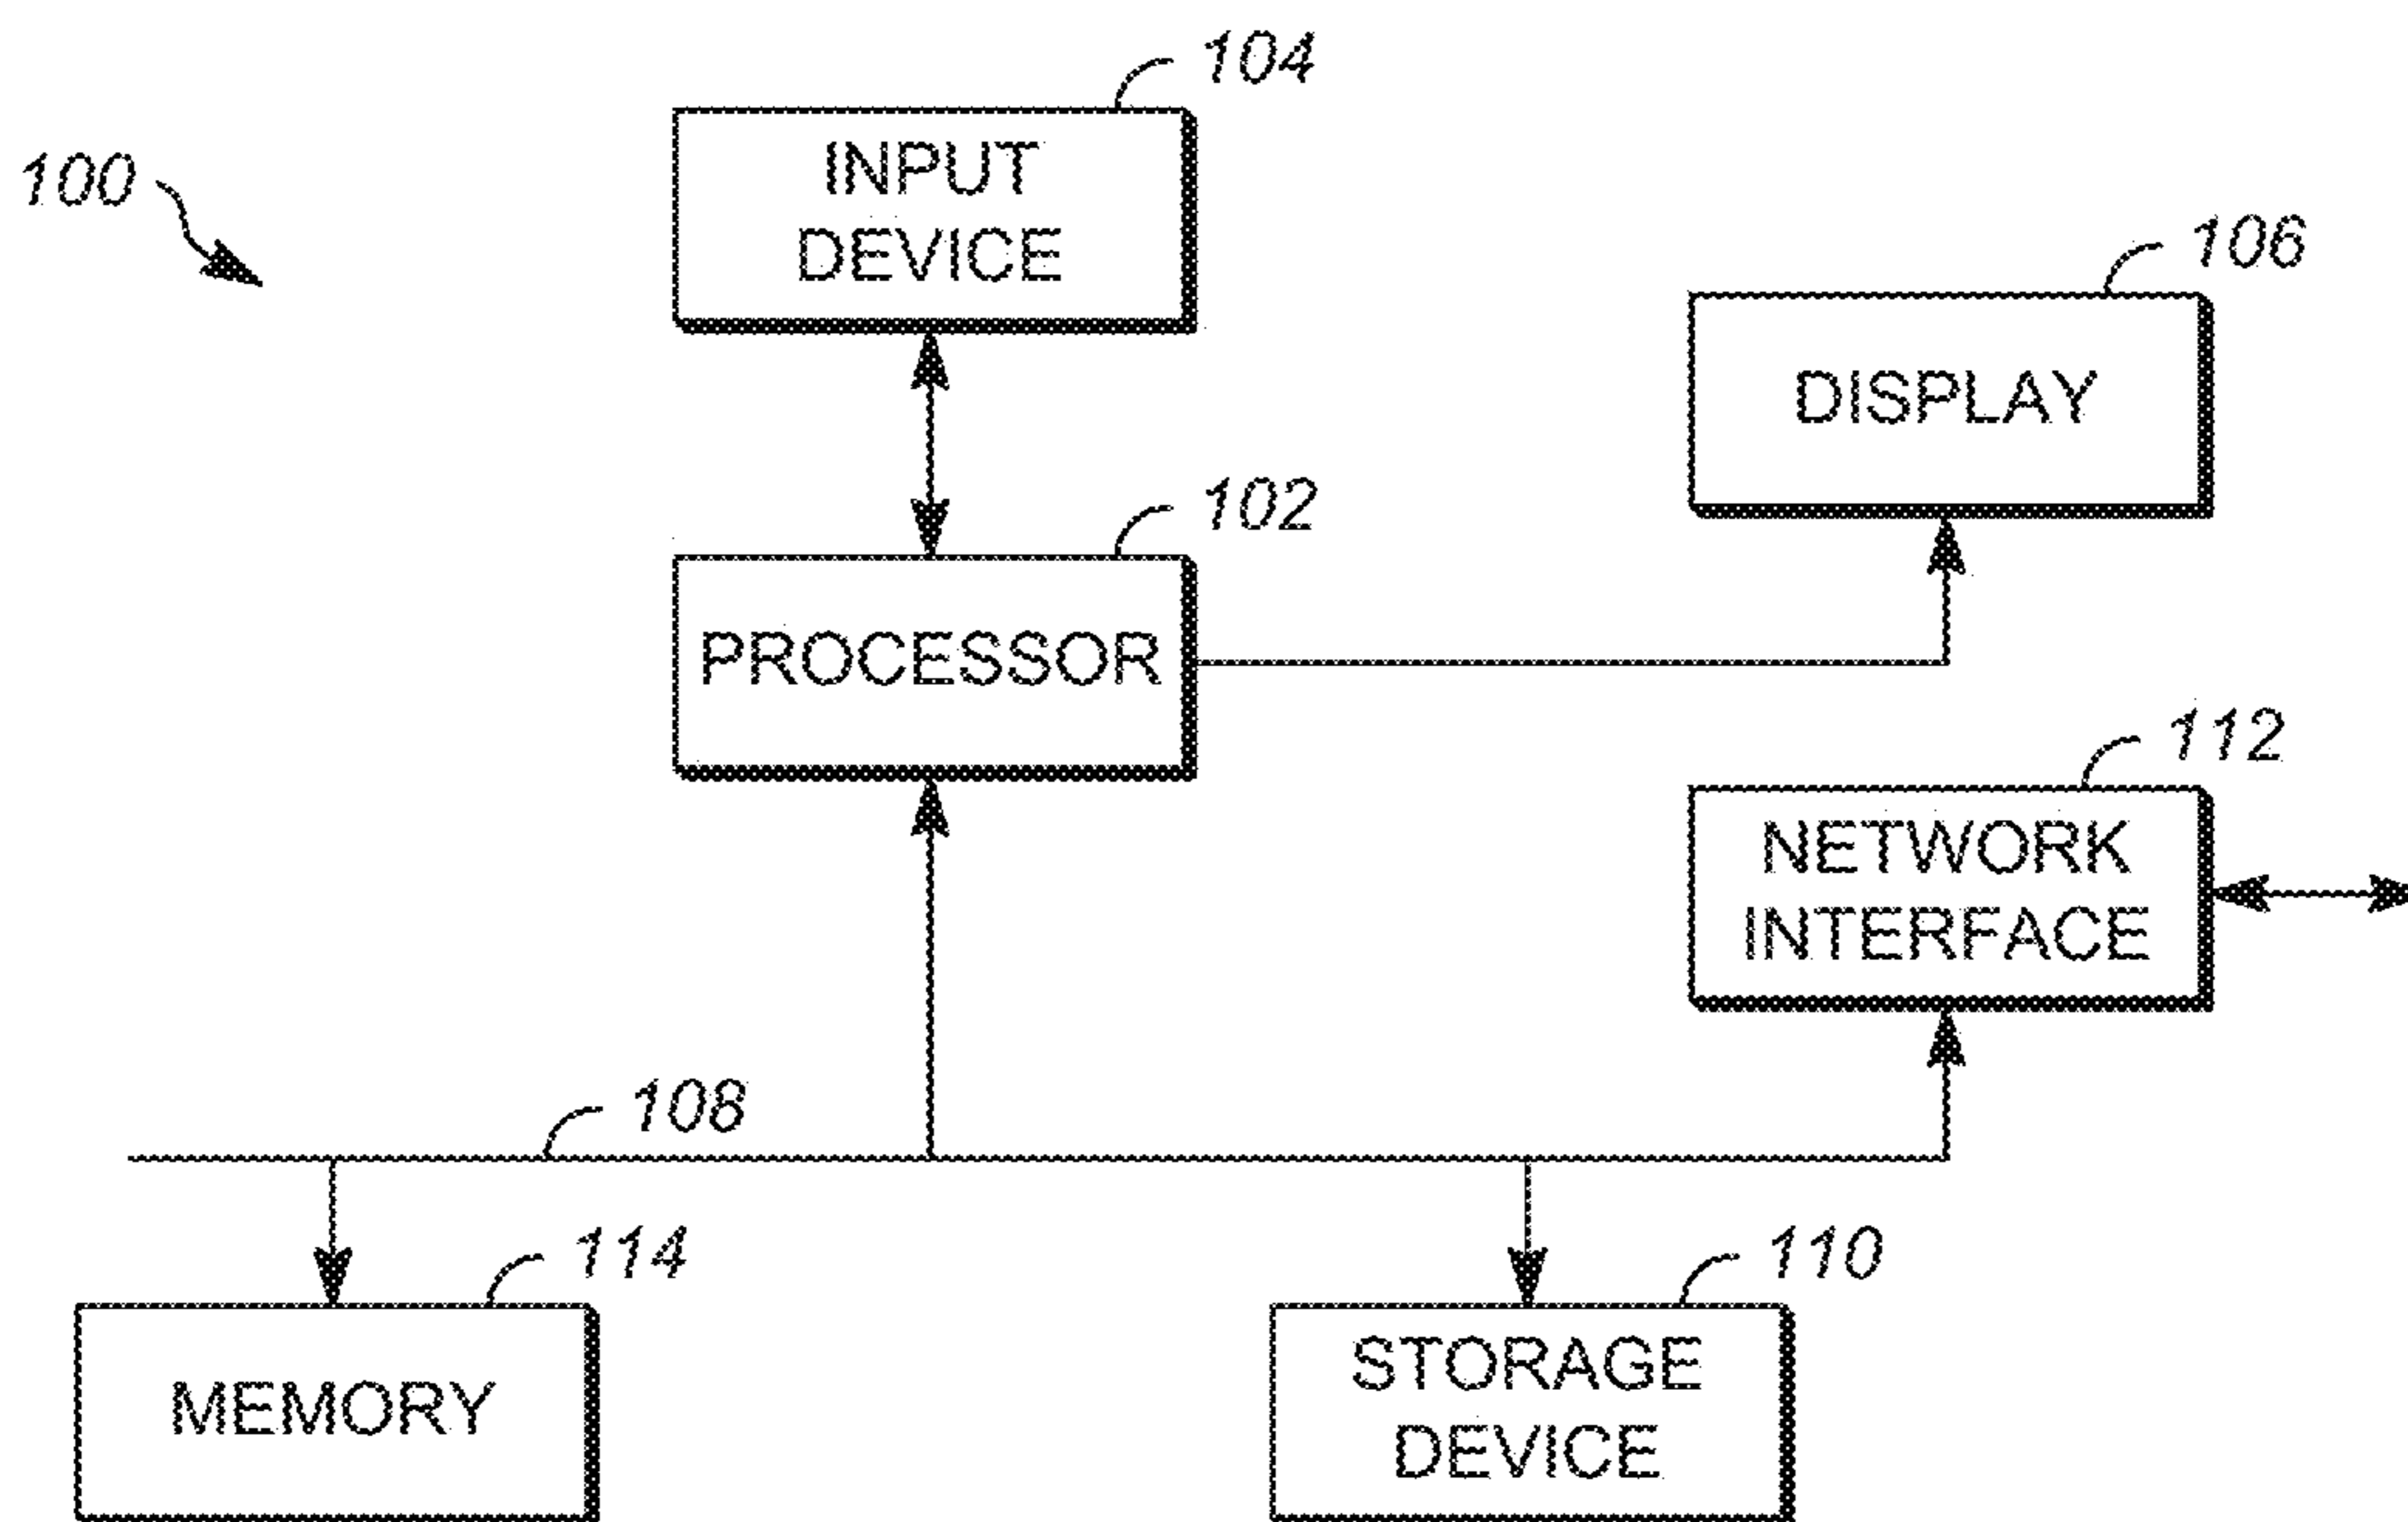 104
100
INPUT
DEVICE
106
DISPLAY
102
PROCESSOR
112
NETWORK
INTERFACE
108
114
110
MEMORY
STORAGE
DEVICE